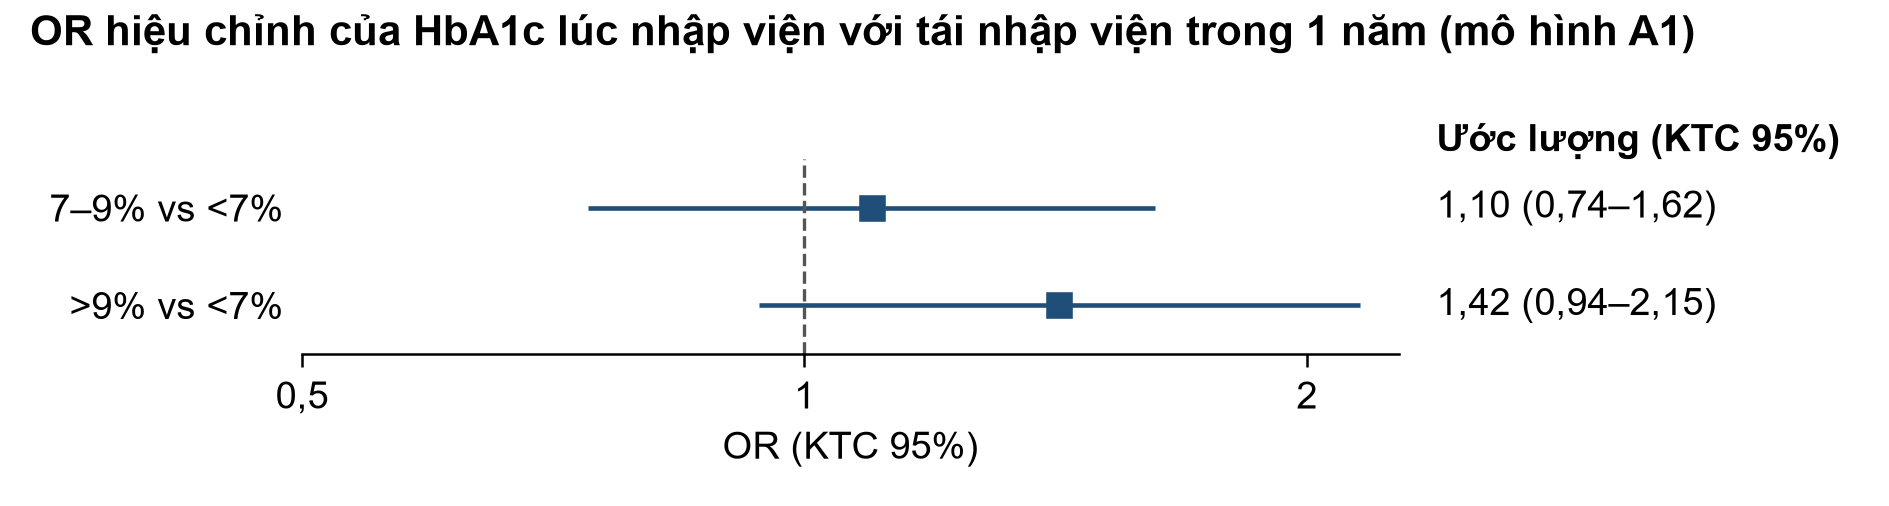 OR hiệu chỉnh của HbA1c lúc nhập viện với tái nhập viện trong 1 năm (mô hình A1)
Ước lượng (KTC 95%)
7–9% vs <7%
1,10 (0,74–1,62)
>9% vs <7%
1,42 (0,94–2,15)
0,5
1
2
OR (KTC 95%)